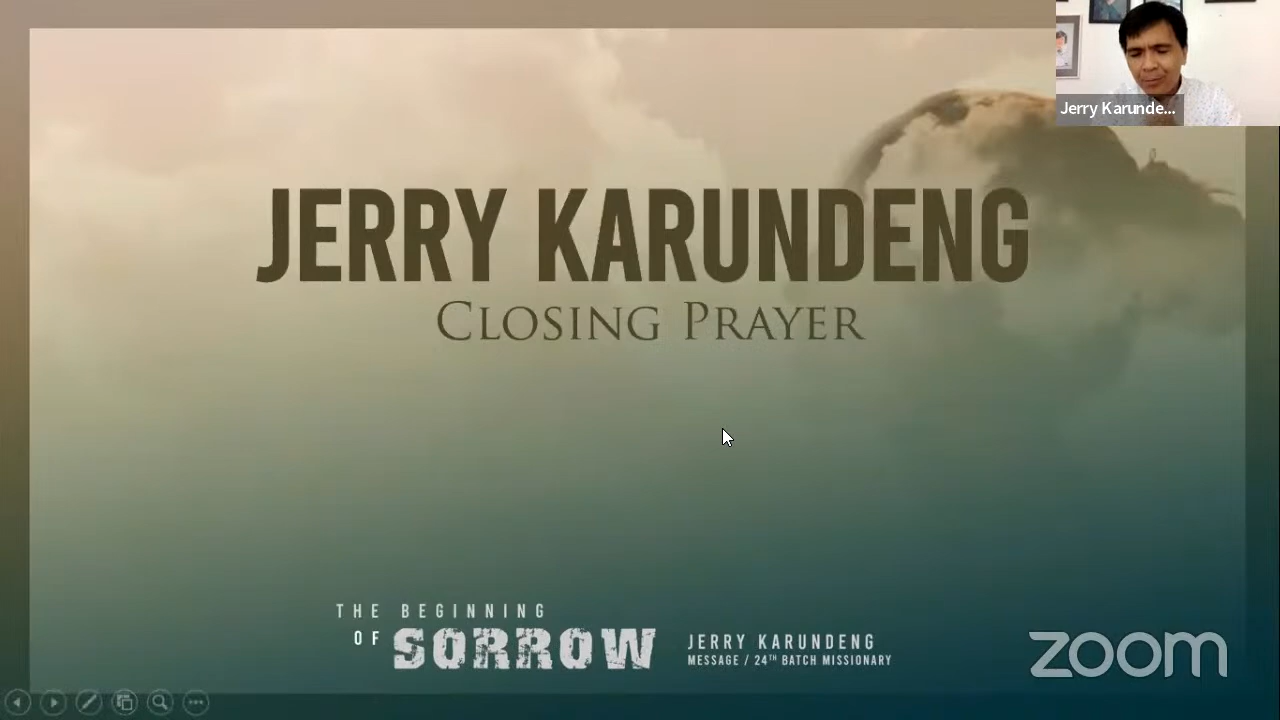 Jerry Karunde...
JERRY KARUNDENG
CLOSING PRAYER
THE BEGINNING
OF SORROW
JERRY KARUNDENG
MESSAGE / 24TH BATCH MISSIONARY
zoom